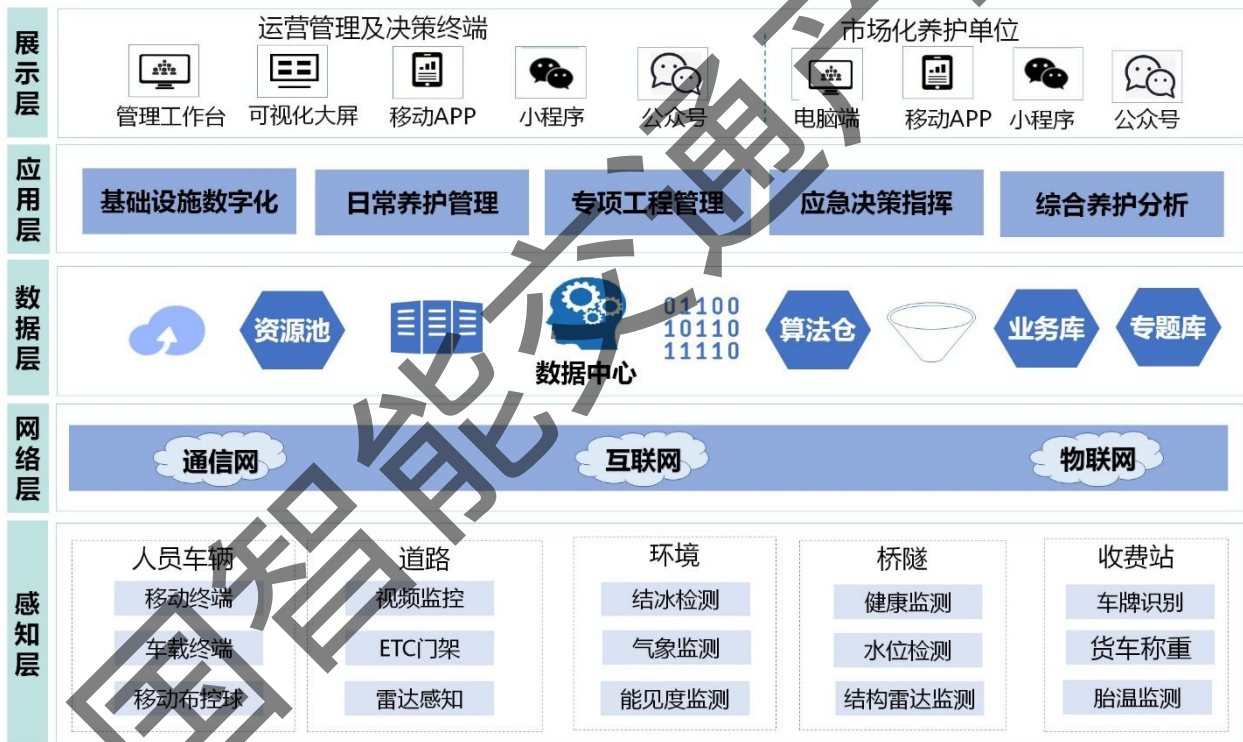 展示层
运营管理及决策终端
管理工作台
可视化大屏
移动APP
小程序
公众号
市场化养护单位
电脑端
移动APP
小程序
公众号
应用层
基础设施数字化
日常养护管理
专项工程管理
应急决策指挥
综合养护分析
数据层
资源池
数据中心
01100
10110
11110
算法仓
业务库
专题库
网络层
通信网
互联网
物联网
感知层
人员车辆
移动终端
车载终端
移动布控球
道路
视频监控
ETC门架
雷达感知
环境
结冰检测
气象监测
能见度监测
桥隧
健康监测
水位检测
结构雷达监测
收费站
车牌识别
货车称重
胎温监测
国智能交通产